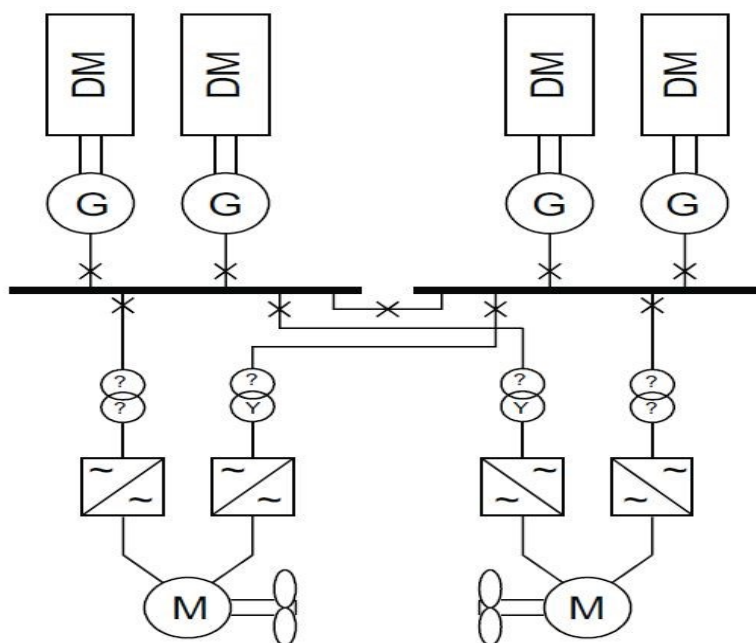 DM DM DM DM
G G G G
? ? ? ?
? Y Y ?
~ ~ ~ ~
~ ~ ~ ~
M M